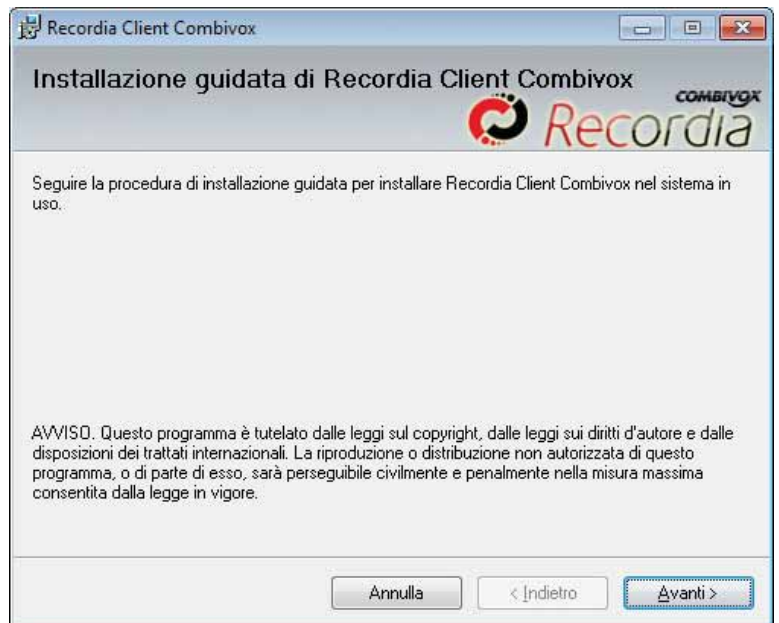 Recordia Client Combivox
Installazione guidata di Recordia Client Combivox
COMBIVOX
Recordia
Seguire la procedura di installazione guidata per installare Recordia Client Combivox nel sistema in
uso.
AVVISO. Questo programma è tutelato dalle leggi sul copyright, dalle leggi sui diritti d'autore e dalle
disposizioni dei trattati internazionali. La riproduzione o distribuzione non autorizzata di questo
programma, o di parte di esso, sarà perseguibile civilmente e penalmente nella misura massima
consentita dalla legge in vigore.
Annulla
< Indietro
Avanti >